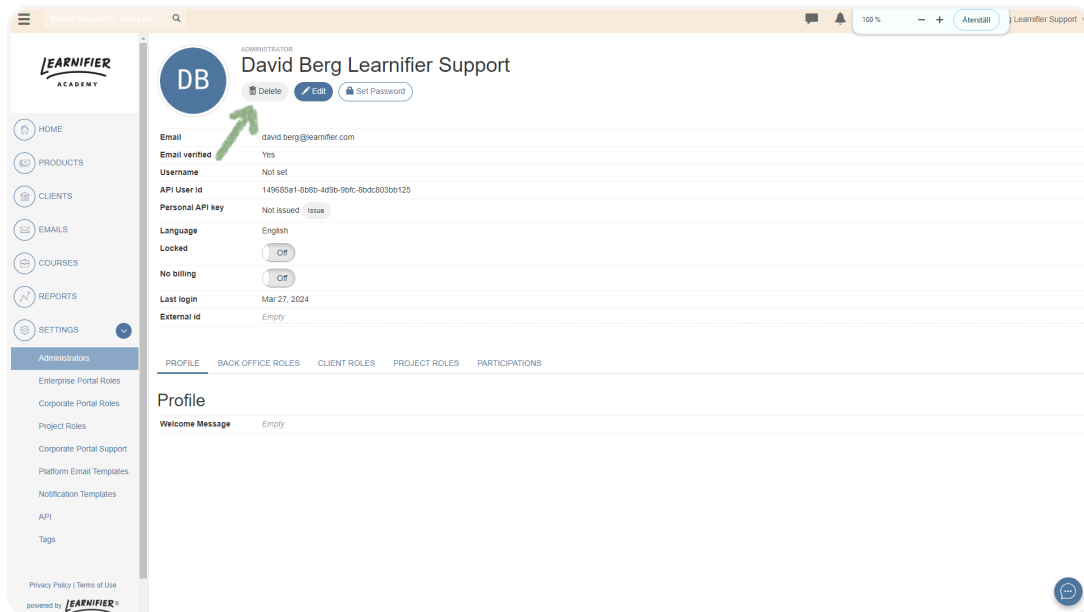 Search for projects, users etc.
100 %
− +
Återställ
g Learnifier Support
LEARNIFIER
ACADEMY
HOME
PRODUCTS
CLIENTS
EMAILS
COURSES
REPORTS
SETTINGS
Administrators
Enterprise Portal Roles
Corporate Portal Roles
Project Roles
Corporate Portal Support
Platform Email Templates
Notification Templates
API
Tags
Privacy Policy | Terms of Use
powered by LEARNIFIER®
DB
ADMINISTRATOR
David Berg Learnifier Support
Delete Edit Set Password
Email david.berg@learnifier.com
Email verified Yes
Username Not set
API User Id 149685a1-8b8b-4d9b-9bfc-8bdc803bb125
Personal API key Not issued Issue
Language English
Locked Off
No billing Off
Last login Mar 27, 2024
External id Empty
PROFILE BACK OFFICE ROLES CLIENT ROLES PROJECT ROLES PARTICIPATIONS
Profile
Welcome Message Empty